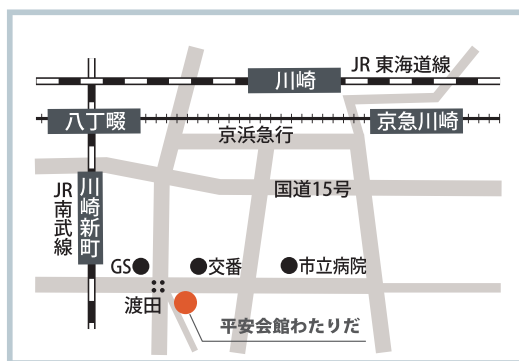 JR 東海道線
川崎
八丁畷
京急川崎
京浜急行
国道15号
川崎新町
JR 南武線
GS
交番
市立病院
渡田
平安会館わたりだ